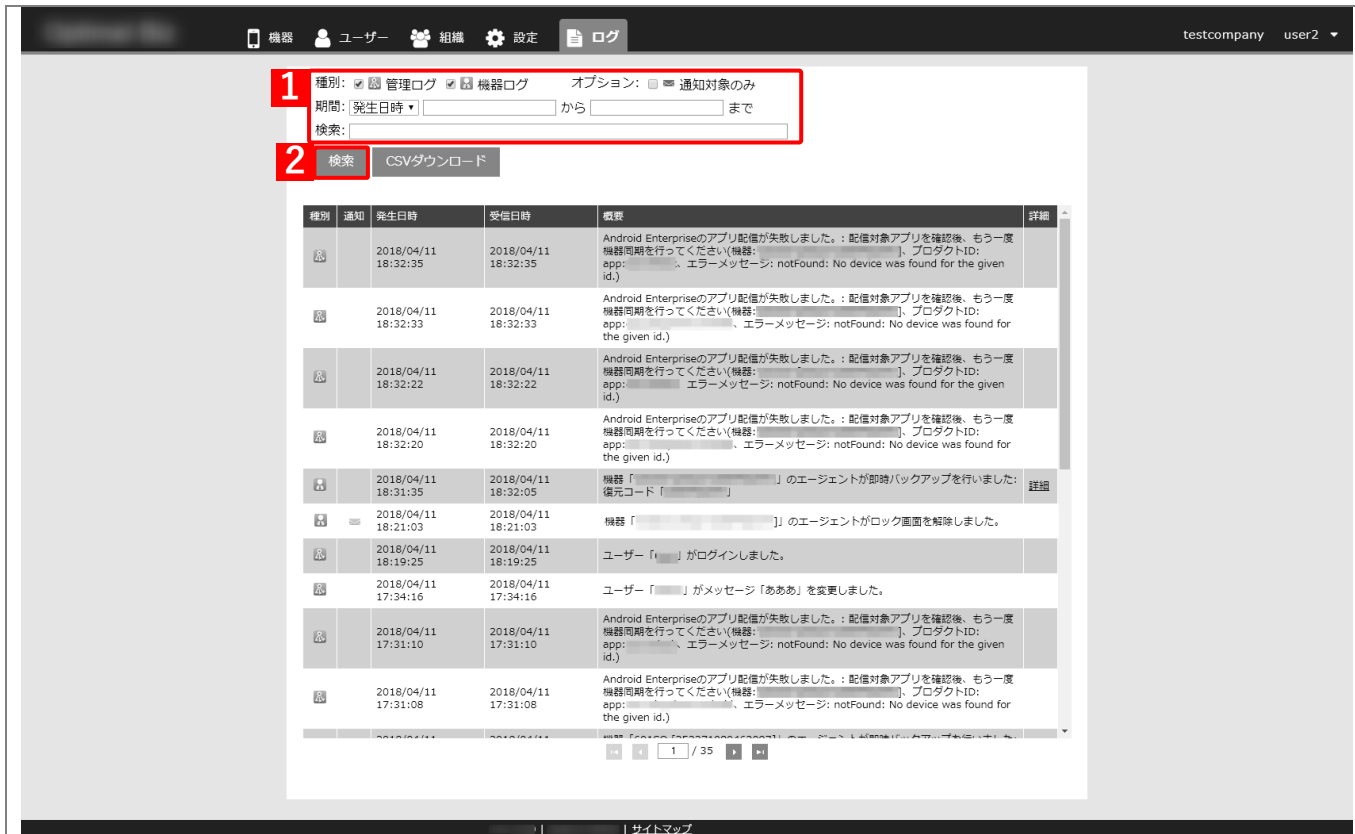 機器 ユーザー 組織 設定 ログ testcompany user2
1 種別: 管理ログ 機器ログ オプション: 通知対象のみ
期間: 発生日時 から まで
検索:
2 検索 CSVダウンロード
種別 通知 発生日時 受信日時 概要 詳細
Android Enterpriseのアプリ配信が失敗しました。: 配信対象アプリを確認後、もう一度
2018/04/11 2018/04/11 機器同期を行ってください(機器: ]、プロダクトID:
18:32:35 18:32:35 app: 、エラーメッセージ: notFound: No device was found for the given
id.)
Android Enterpriseのアプリ配信が失敗しました。: 配信対象アプリを確認後、もう一度
2018/04/11 2018/04/11 機器同期を行ってください(機器: ]、プロダクトID:
18:32:33 18:32:33 app: 、エラーメッセージ: notFound: No device was found for
the given id.)
Android Enterpriseのアプリ配信が失敗しました。: 配信対象アプリを確認後、もう一度
2018/04/11 2018/04/11 機器同期を行ってください(機器: ]、プロダクトID:
18:32:22 18:32:22 app: エラーメッセージ: notFound: No device was found for the given
id.)
Android Enterpriseのアプリ配信が失敗しました。: 配信対象アプリを確認後、もう一度
2018/04/11 2018/04/11 機器同期を行ってください(機器: ]、プロダクトID:
18:32:20 18:32:20 app: 、エラーメッセージ: notFound: No device was found for
the given id.)
2018/04/11 2018/04/11 機器「 」のエージェントが即時バックアップを行いました: 詳細
18:31:35 18:32:05 復元コード「 」
2018/04/11 2018/04/11 機器「 ]」のエージェントがロック画面を解除しました。
18:21:03 18:21:03
2018/04/11 2018/04/11 ユーザー「 」がログインしました。
18:19:25 18:19:25
2018/04/11 2018/04/11 ユーザー「 」がメッセージ「あああ」を変更しました。
17:34:16 17:34:16
Android Enterpriseのアプリ配信が失敗しました。: 配信対象アプリを確認後、もう一度
2018/04/11 2018/04/11 機器同期を行ってください(機器: ]、プロダクトID:
17:31:10 17:31:10 app: 、エラーメッセージ: notFound: No device was found for the given
id.)
Android Enterpriseのアプリ配信が失敗しました。: 配信対象アプリを確認後、もう一度
2018/04/11 2018/04/11 機器同期を行ってください(機器: ]、プロダクトID:
17:31:08 17:31:08 app: 、エラーメッセージ: notFound: No device was found for
the given id.)
1 / 35
| | サイトマップ